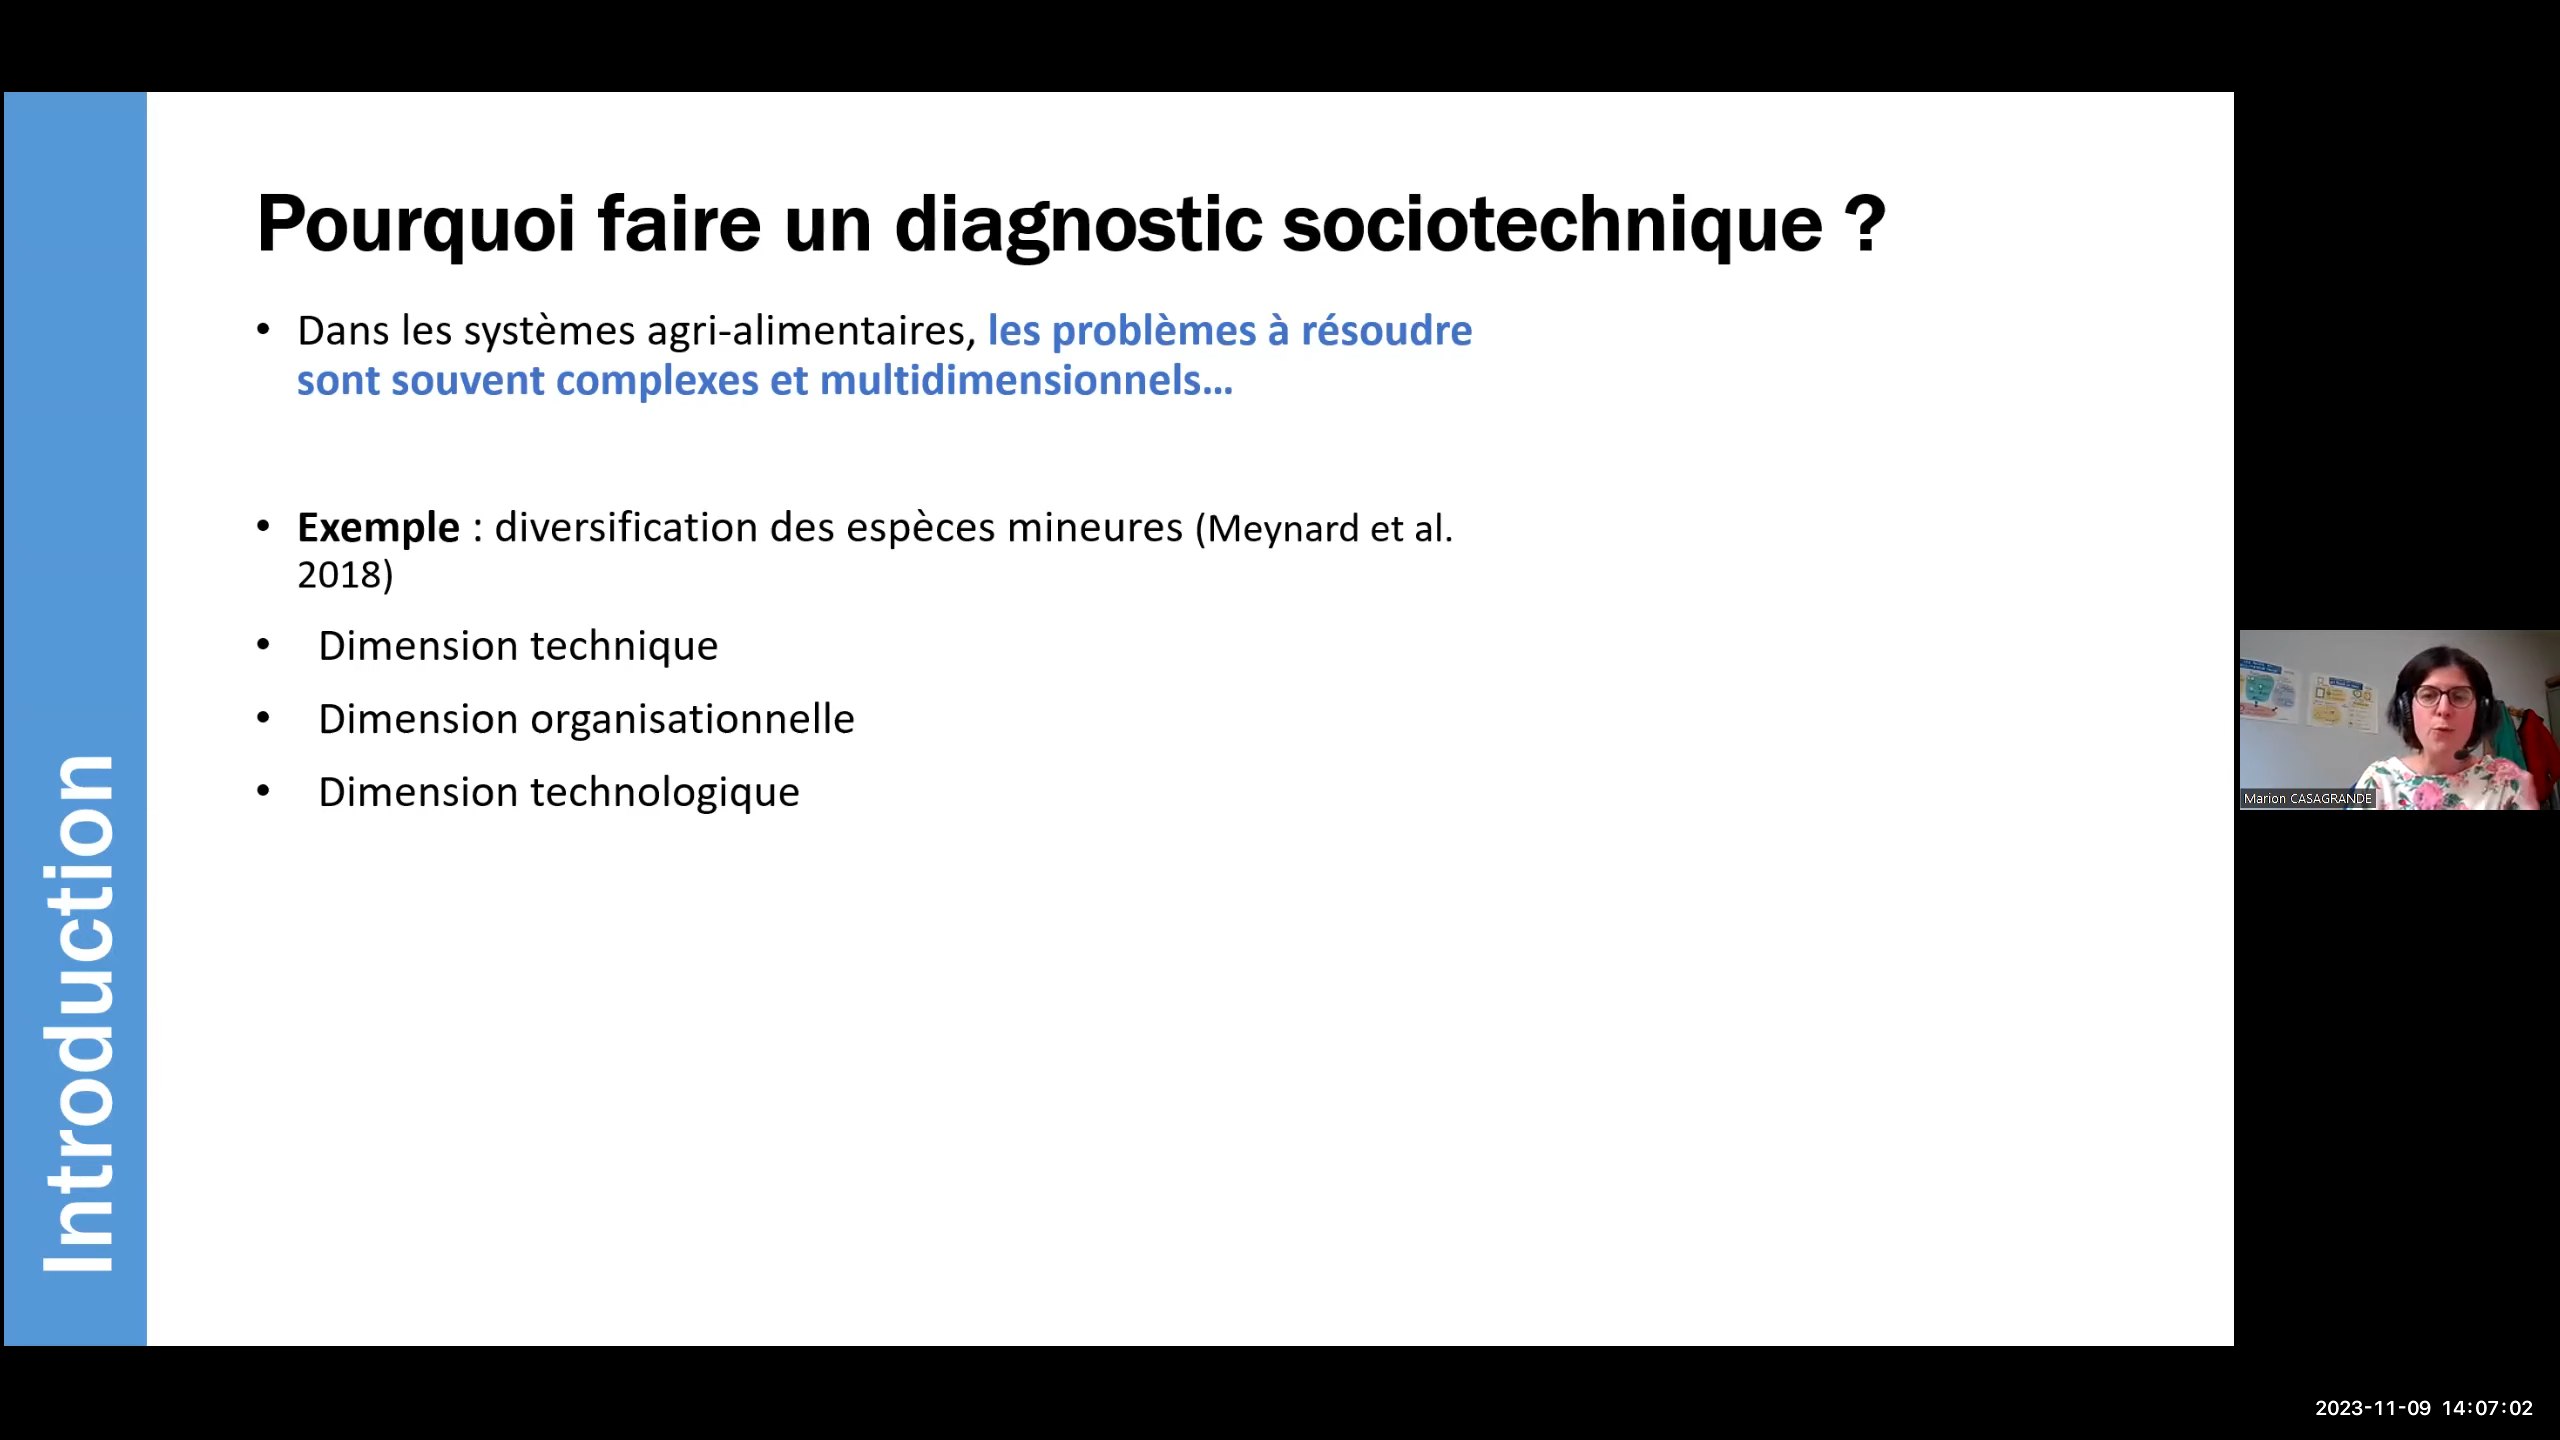 Introduction
Pourquoi faire un diagnostic sociotechnique ?
• Dans les systèmes agri-alimentaires, les problèmes à résoudre
sont souvent complexes et multidimensionnels...
• Exemple : diversification des espèces mineures (Meynard et al.
2018)
• Dimension technique
• Dimension organisationnelle
• Dimension technologique
Marion CASAGRANDE
2023-11-09 14:07:02